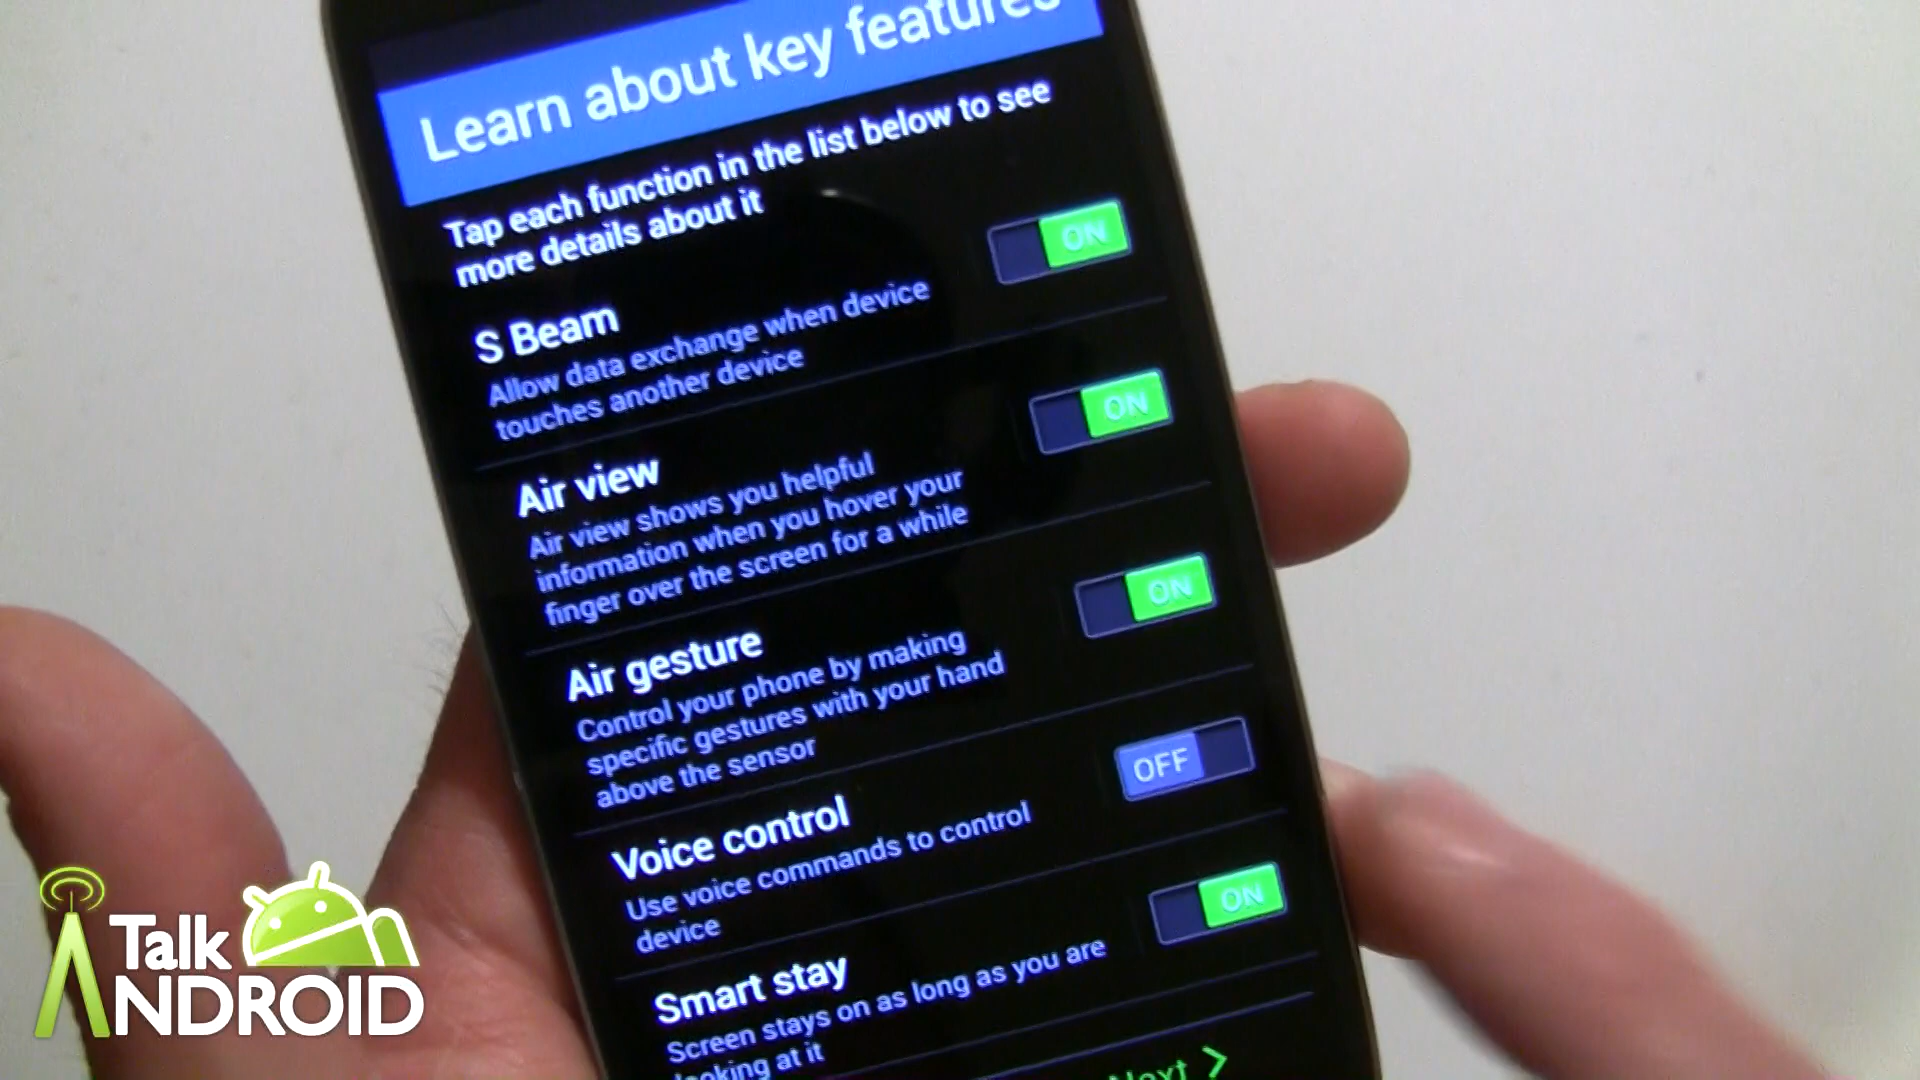 Learn about key features
Tap each function in the list below to see
more details about it
ON
S Beam
Allow data exchange when device
touches another device
ON
Air view
Air view shows you helpful
information when you hover your
finger over the screen for a while
ON
Air gesture
Control your phone by making
specific gestures with your hand
above the sensor
OFF
Voice control
Use voice commands to control
device
ON
Smart stay
Screen stays on as long as you are
looking at it
Next
Talk
ANDROID